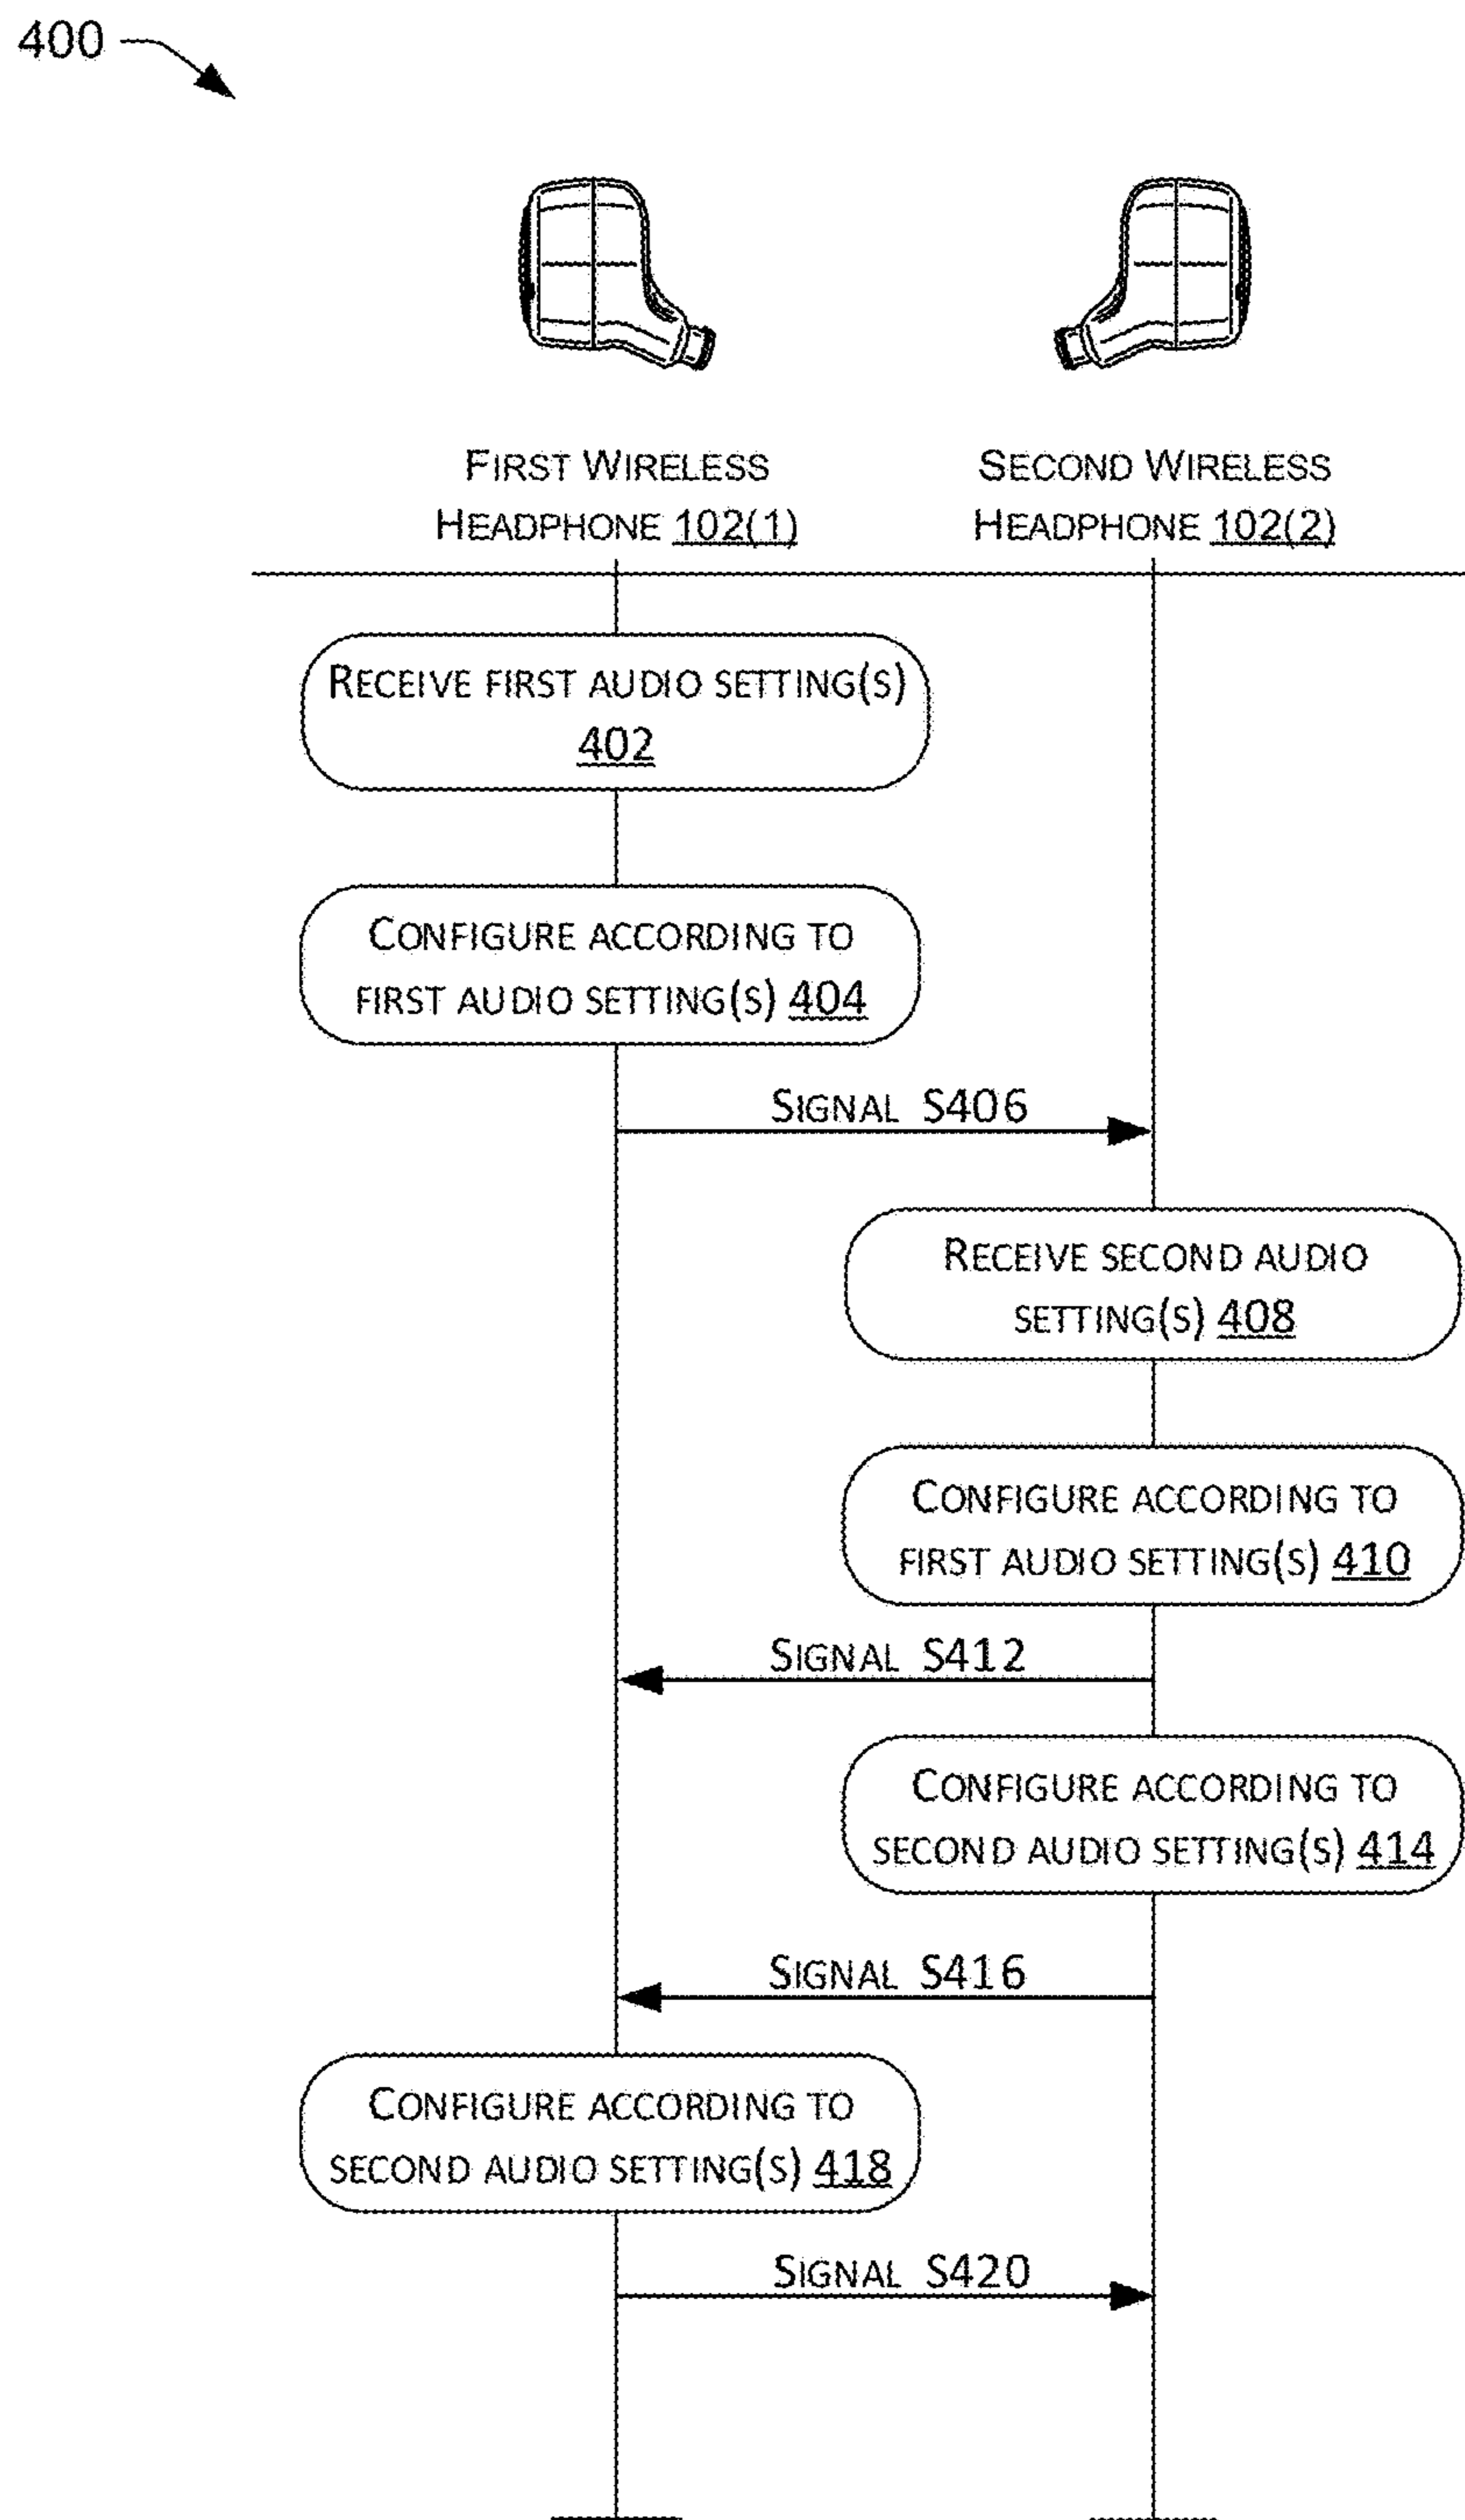 400
FIRST WIRELESS
HEADPHONE 102(1)
SECOND WIRELESS
HEADPHONE 102(2)
RECEIVE FIRST AUDIO SETTING(S)
402
CONFIGURE ACCORDING TO
FIRST AUDIO SETTING(S) 404
SIGNAL S406
RECEIVE SECOND AUDIO
SETTING(S) 408
CONFIGURE ACCORDING TO
FIRST AUDIO SETTING(S) 410
SIGNAL S412
CONFIGURE ACCORDING TO
SECOND AUDIO SETTING(S) 414
SIGNAL S416
CONFIGURE ACCORDING TO
SECOND AUDIO SETTING(S) 418
SIGNAL S420